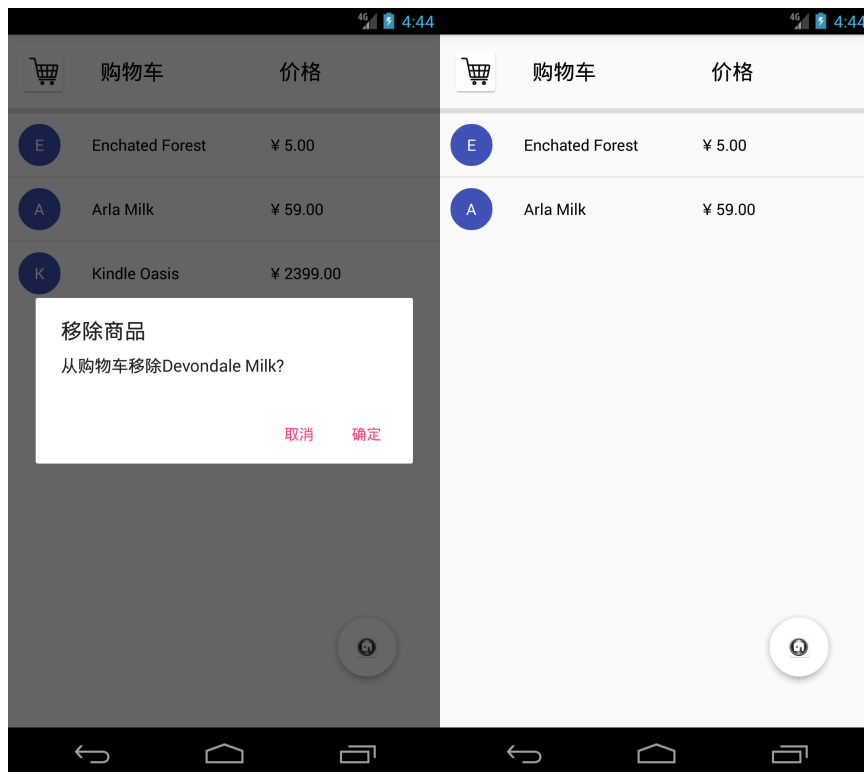 4G 4:44
购物车 价格
E Enchated Forest ¥ 5.00
A Arla Milk ¥ 59.00
K Kindle Oasis ¥ 2399.00
移除商品
从购物车移除Devondale Milk?
取消 确定
4G 4:44
购物车 价格
E Enchated Forest ¥ 5.00
A Arla Milk ¥ 59.00